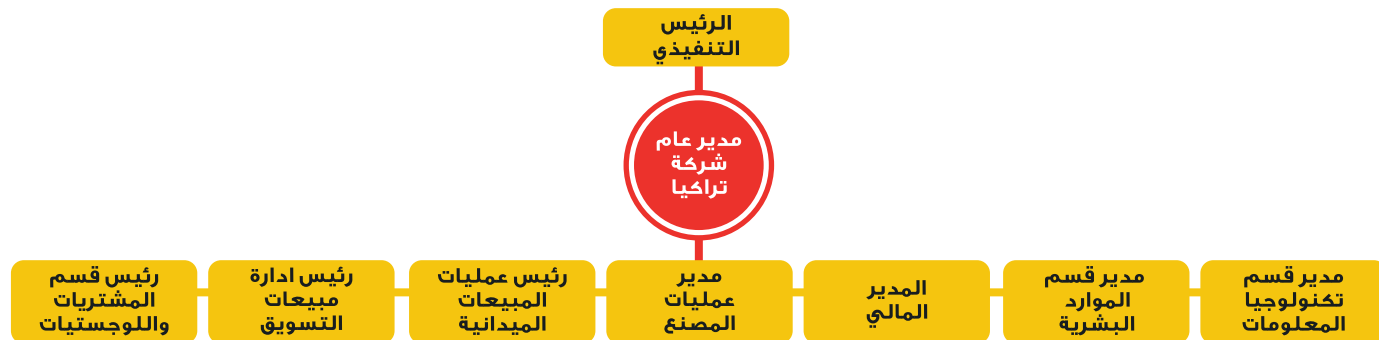 الرئيس
التنفيذي
مدير عام
شركة
تراكيا
مدير قسم
تكنولوجيا
المعلومات
مدير قسم
الموارد
البشرية
المدير
المالي
مدير
عمليات
المصنع
رئيس عمليات
المبيعات
الميدانية
رئيس ادارة
مبيعات
التسويق
رئيس قسم
المشتريات
واللوجستيات